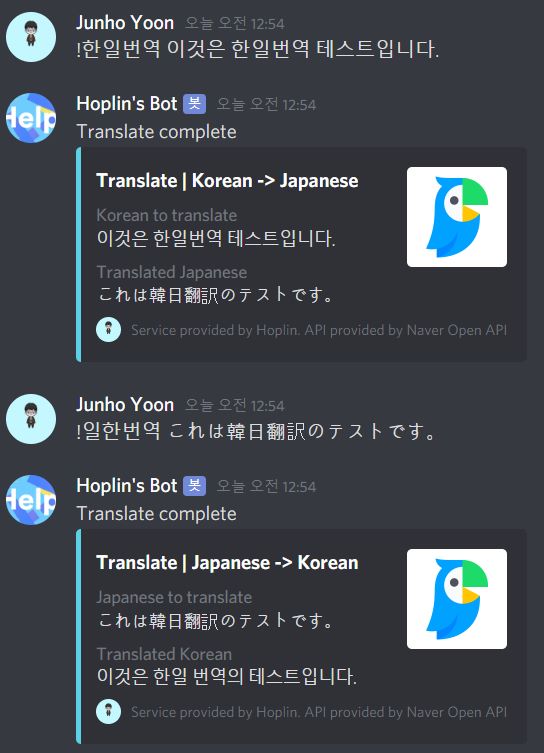 Junho Yoon 오늘 오전 12:54
!한일번역 이것은 한일번역 테스트입니다.
Help
Hoplin's Bot 봇 오늘 오전 12:54
Translate complete
Translate | Korean -> Japanese
Korean to translate
이것은 한일번역 테스트입니다.
Translated Japanese
これは韓日翻訳のテストです。
Service provided by Hoplin. API provided by Naver Open API
Junho Yoon 오늘 오전 12:54
!일한번역 これは韓日翻訳のテストです。
Help
Hoplin's Bot 봇 오늘 오전 12:54
Translate complete
Translate | Japanese -> Korean
Japanese to translate
これは韓日翻訳のテストです。
Translated Korean
이것은 한일 번역의 테스트입니다.
Service provided by Hoplin. API provided by Naver Open API